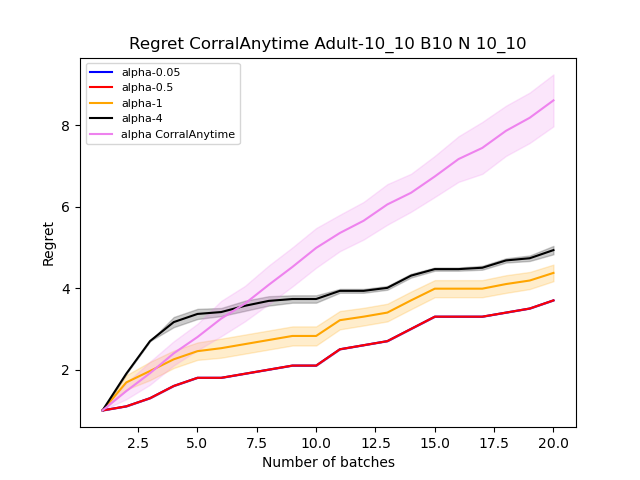 Regret CorralAnytime Adult-10_10 B10 N 10_10
alpha-0.05
alpha-0.5
alpha-1
alpha-4
alpha CorralAnytime
Regret
8
6
4
2
2.5 5.0 7.5 10.0 12.5 15.0 17.5 20.0
Number of batches